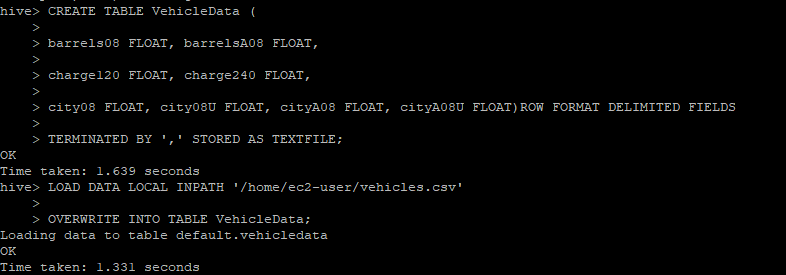 hive> CREATE TABLE VehicleData (
    >
    > barrels08 FLOAT, barrelsA08 FLOAT,
    >
    > charge120 FLOAT, charge240 FLOAT,
    >
    > city08 FLOAT, city08U FLOAT, cityA08 FLOAT, cityA08U FLOAT)ROW FORMAT DELIMITED FIELDS
    >
    > TERMINATED BY ',' STORED AS TEXTFILE;
OK
Time taken: 1.639 seconds
hive> LOAD DATA LOCAL INPATH '/home/ec2-user/vehicles.csv'
    >
    > OVERWRITE INTO TABLE VehicleData;
Loading data to table default.vehicledata
OK
Time taken: 1.331 seconds